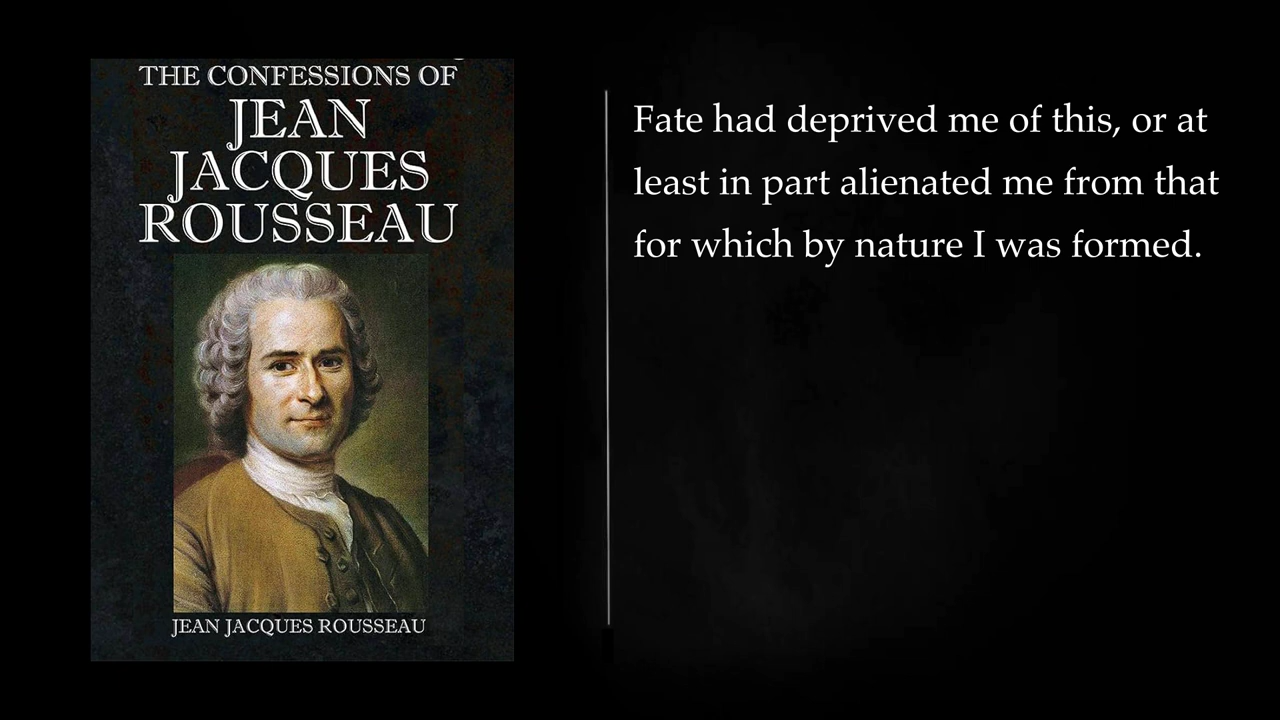 THE CONFESSIONS OF
JEAN
JACQUES
ROUSSEAU
JEAN JACQUES ROUSSEAU
Fate had deprived me of this, or at
least in part alienated me from that
for which by nature I was formed.